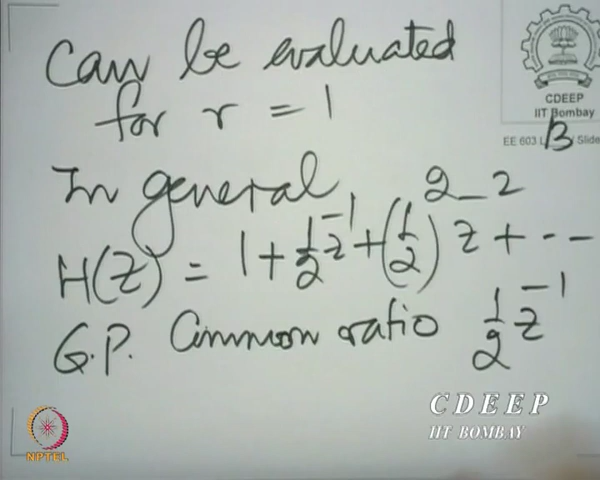 Can be evaluated
for r = 1
CDEEP
IIT Bombay
EE 603 L 13 / Slide
In general,
H(Z) = 1 + 1/2 z^-1 + (1/2)^2 z^-2 + ---
G.P. Common ratio 1/2 z^-1
CDEEP
IIT BOMBAY
NPTEL